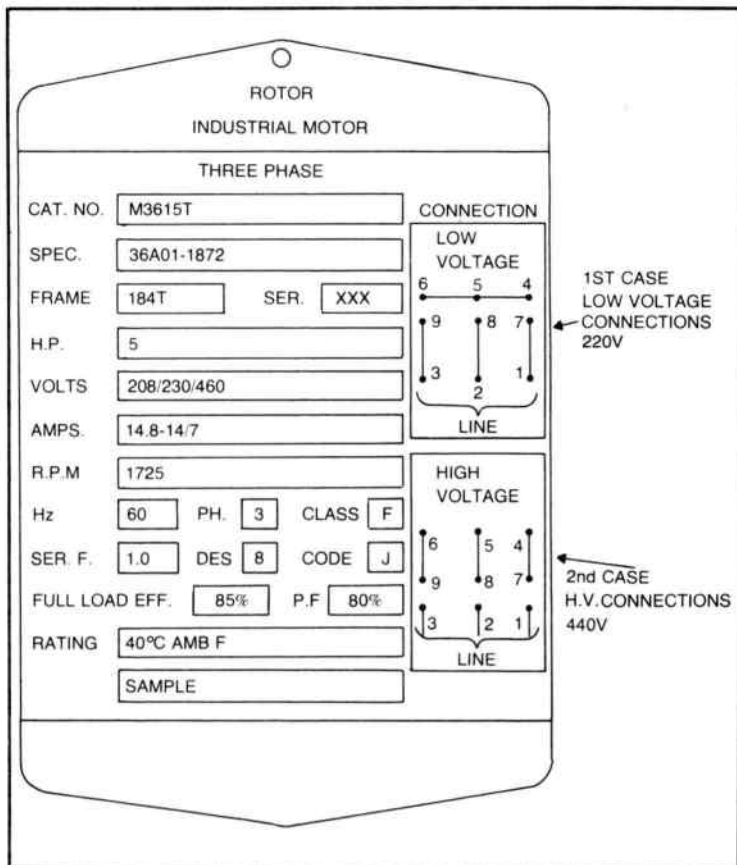 ROTOR
INDUSTRIAL MOTOR
THREE PHASE
CAT. NO. M3615T
SPEC. 36A01-1872
FRAME 184T SER. XXX
H.P. 5
VOLTS 208/230/460
AMPS. 14.8-14/7
R.P.M 1725
Hz 60 PH. 3 CLASS F
SER. F. 1.0 DES 8 CODE J
FULL LOAD EFF. 85% P.F 80%
RATING 40°C AMB F
SAMPLE
CONNECTION
LOW
VOLTAGE
6 5 4
9 8 7
3 2 1
LINE
HIGH
VOLTAGE
6 5 4
9 8 7
3 2 1
LINE
1ST CASE
LOW VOLTAGE
CONNECTIONS
220V
2nd CASE
H.V.CONNECTIONS
440V